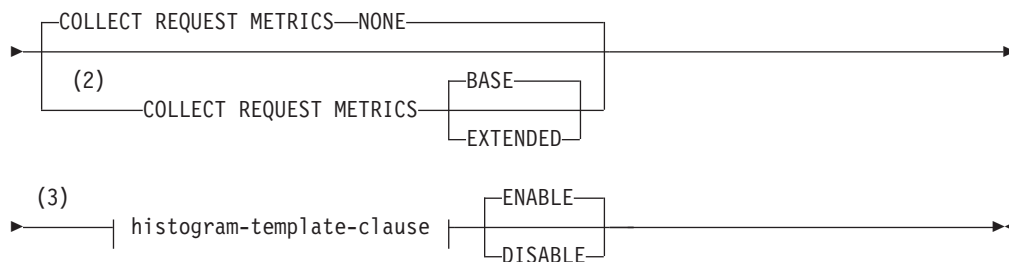 COLLECT REQUEST METRICS NONE
(2)
BASE
COLLECT REQUEST METRICS
EXTENDED
(3)
ENABLE
histogram-template-clause
DISABLE